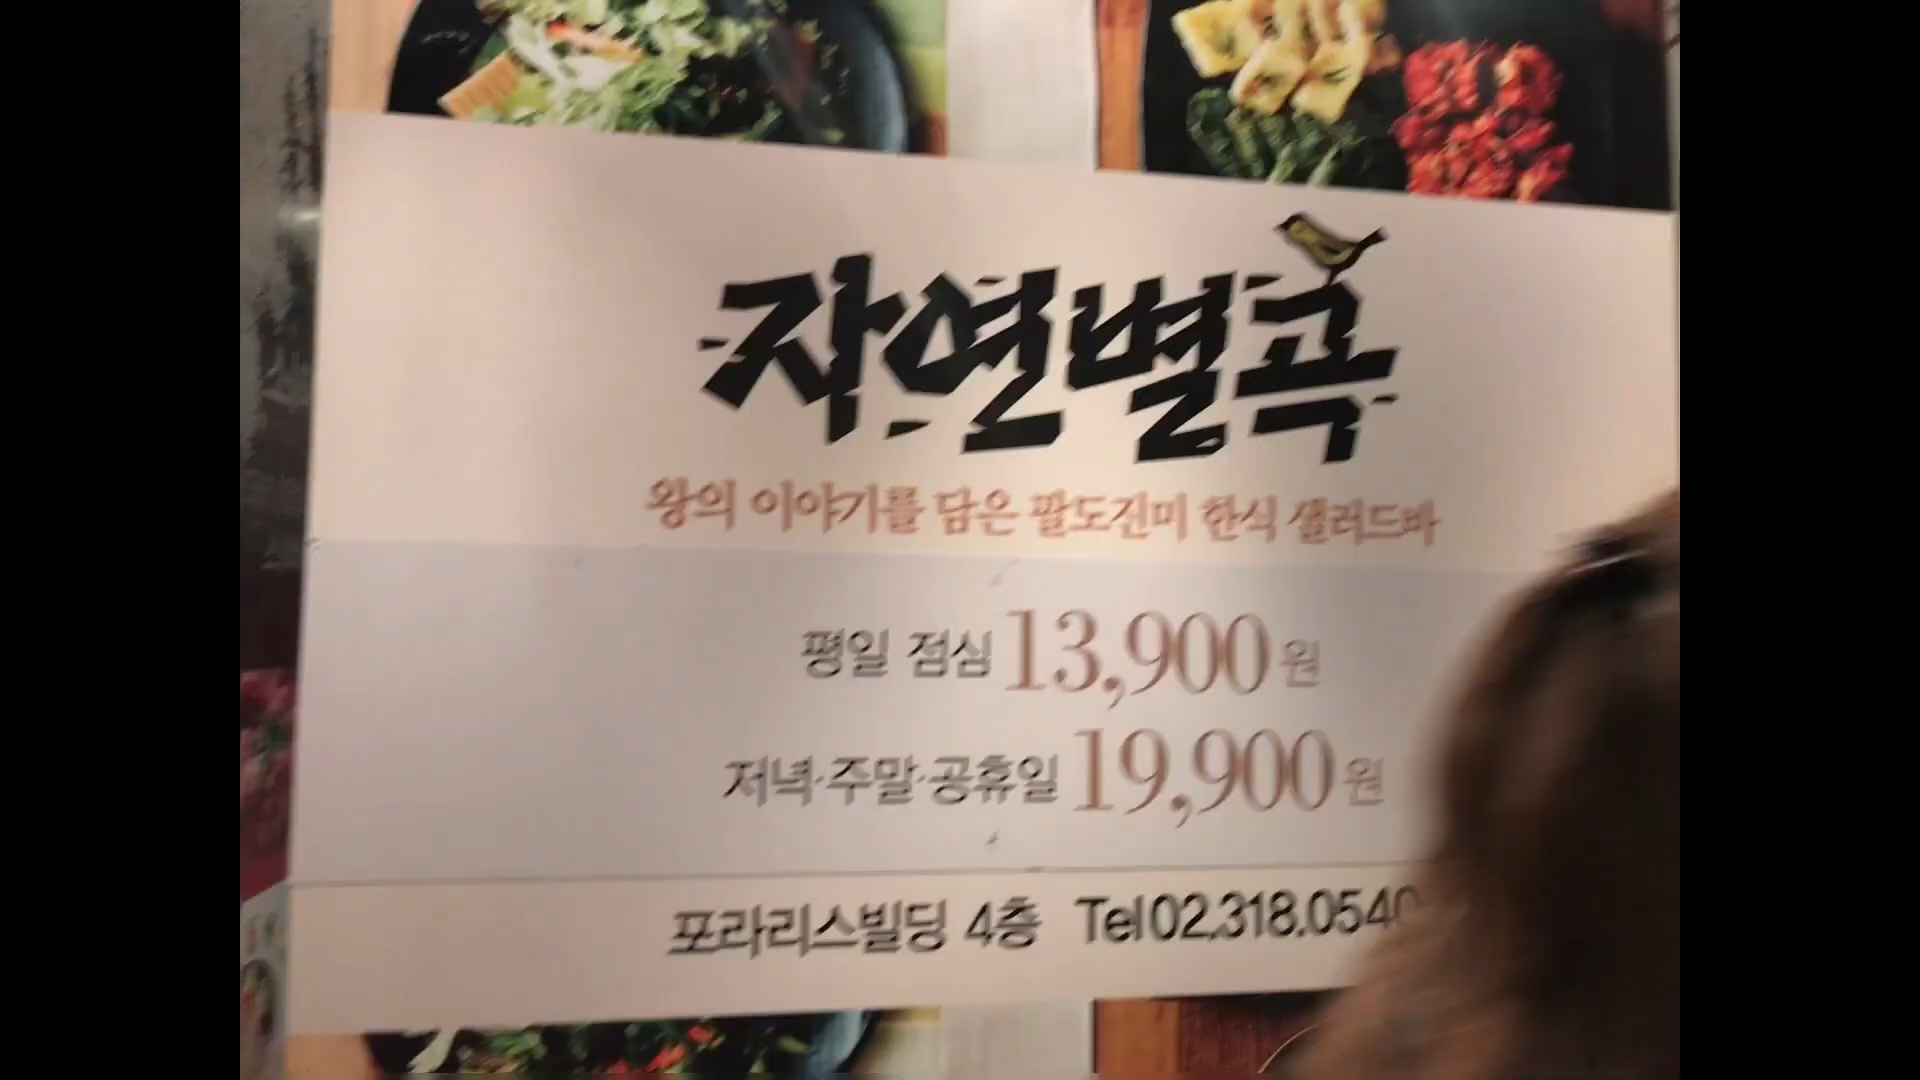 자연별곡
왕의 이야기를 담은 팔도진미 한식 샐러드바
평일 점심 13,900원
저녁·주말·공휴일 19,900원
포라리스빌딩 4층 Tel 02.318.0540